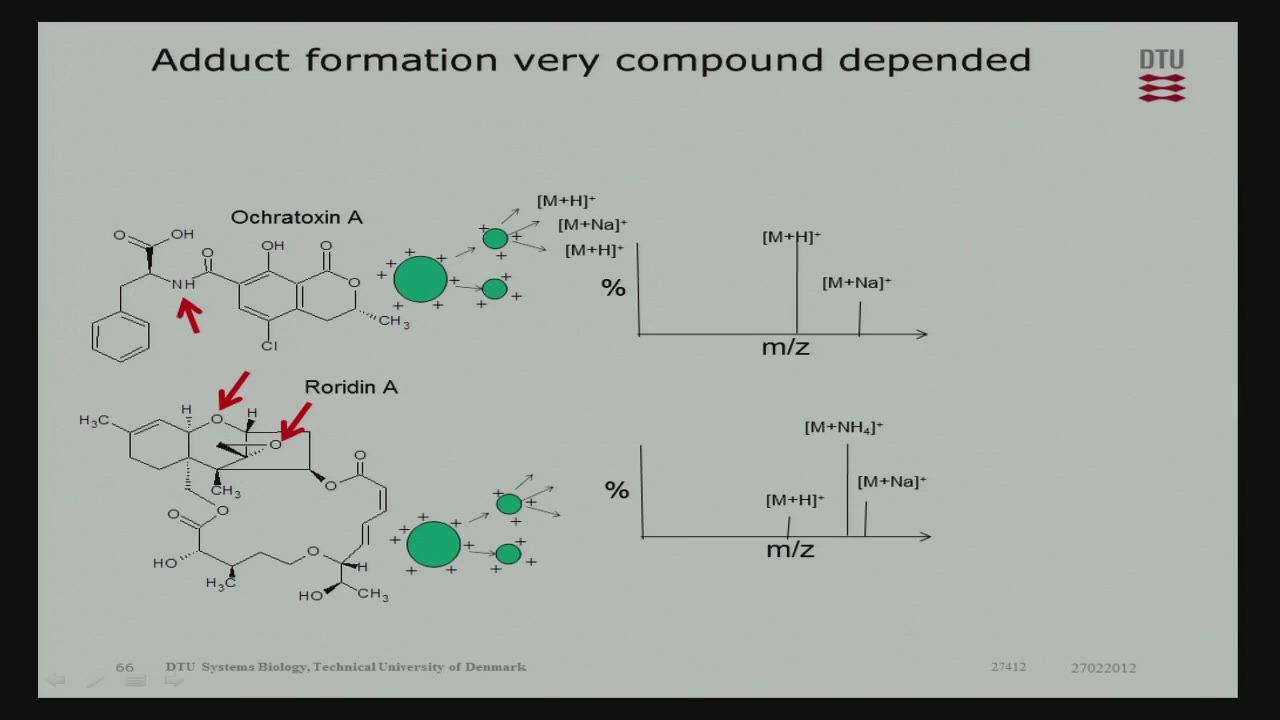 Adduct formation very compound depended
DTU
Ochratoxin A
O
OH
O
NH
OH
O
O
CH₃
Cl
[M+H]⁺
[M+Na]⁺
[M+H]⁺
%
[M+H]⁺
[M+Na]⁺
m/z
Roridin A
H₃C
H
O
H
O
CH₃
O
O
O
O
HO
H₃C
O
H
HO
CH₃
%
[M+NH₄]⁺
[M+H]⁺
[M+Na]⁺
m/z
66 DTU Systems Biology, Technical University of Denmark 27412 27022012